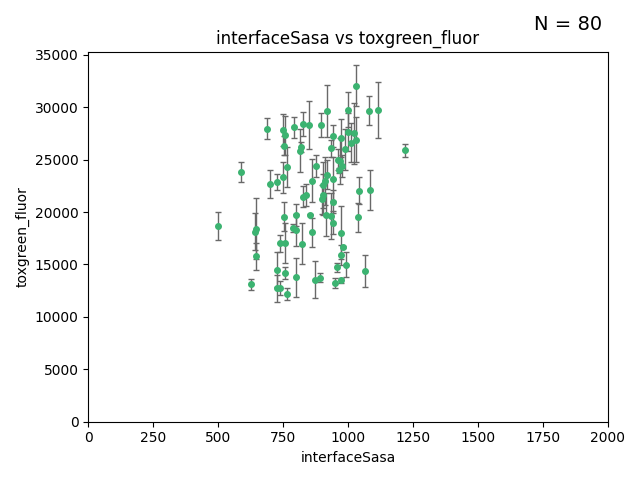 N = 80
interfaceSasa vs toxgreen_fluor
35000
30000
25000
20000
15000
10000
5000
0
toxgreen_fluor
0 250 500 750 1000 1250 1500 1750 2000
interfaceSasa